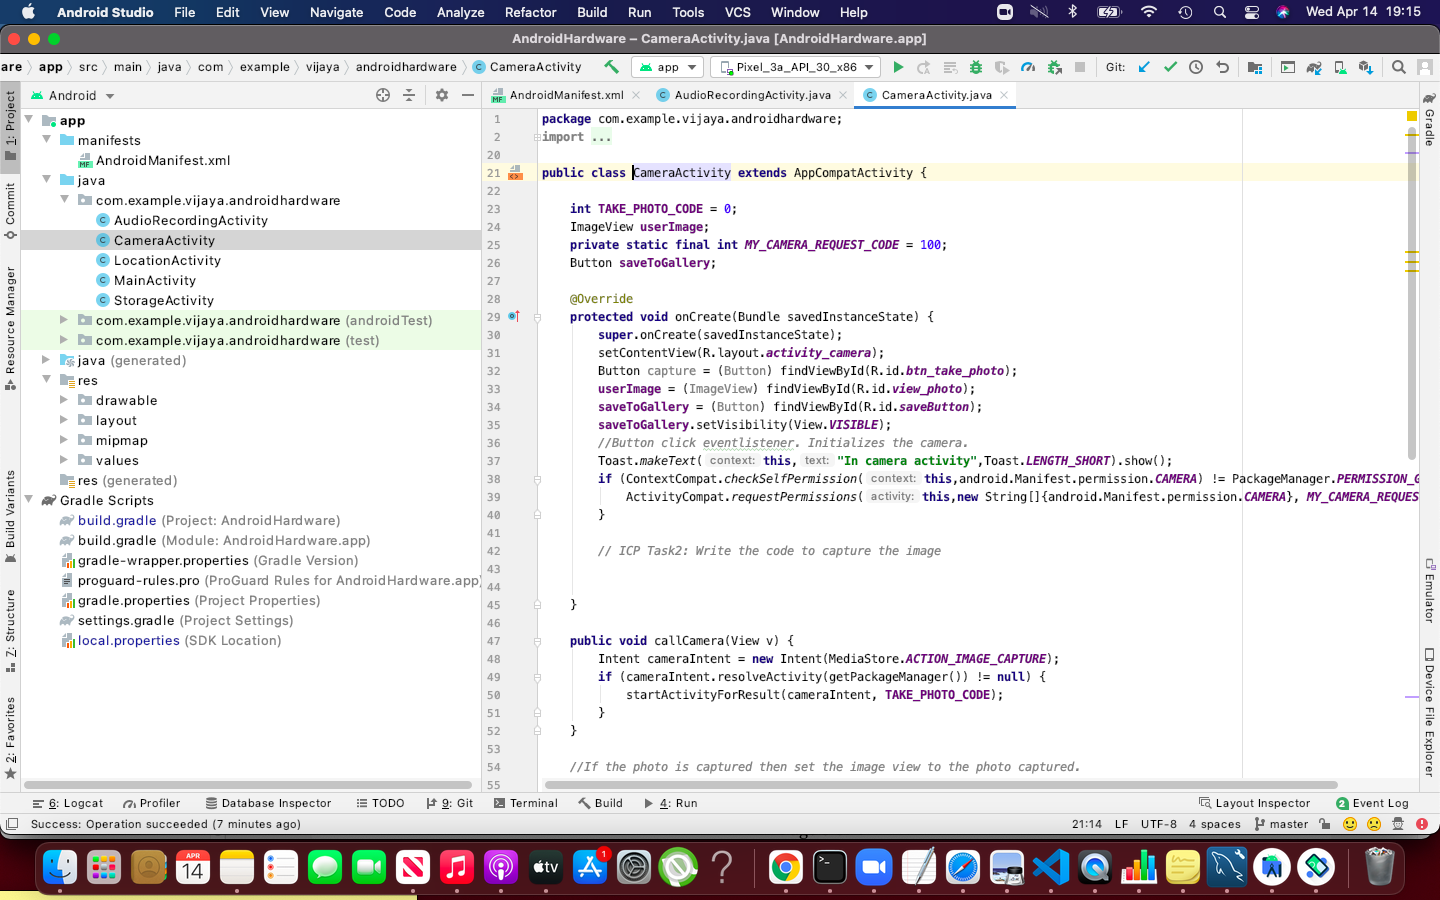 Android Studio File Edit View Navigate Code Analyze Refactor Build Run Tools VCS Window Help Wed Apr 14 19:15
AndroidHardware – CameraActivity.java [AndroidHardware.app]
are app src main java com example vijaya androidhardware CameraActivity app Pixel_3a_API_30_x86 Git:
Android
AndroidManifest.xml AudioRecordingActivity.java CameraActivity.java
1: Project
Commit
Resource Manager
Build Variants
7: Structure
2: Favorites
app
manifests
AndroidManifest.xml
java
com.example.vijaya.androidhardware
AudioRecordingActivity
CameraActivity
LocationActivity
MainActivity
StorageActivity
com.example.vijaya.androidhardware (androidTest)
com.example.vijaya.androidhardware (test)
java (generated)
res
drawable
layout
mipmap
values
res (generated)
Gradle Scripts
build.gradle (Project: AndroidHardware)
build.gradle (Module: AndroidHardware.app)
gradle-wrapper.properties (Gradle Version)
proguard-rules.pro (ProGuard Rules for AndroidHardware.app)
gradle.properties (Project Properties)
settings.gradle (Project Settings)
local.properties (SDK Location)
1 package com.example.vijaya.androidhardware;
2 import ...
20
21 public class CameraActivity extends AppCompatActivity {
22
23 int TAKE_PHOTO_CODE = 0;
24 ImageView userImage;
25 private static final int MY_CAMERA_REQUEST_CODE = 100;
26 Button saveToGallery;
27
28 @Override
29 protected void onCreate(Bundle savedInstanceState) {
30 super.onCreate(savedInstanceState);
31 setContentView(R.layout.activity_camera);
32 Button capture = (Button) findViewById(R.id.btn_take_photo);
33 userImage = (ImageView) findViewById(R.id.view_photo);
34 saveToGallery = (Button) findViewById(R.id.saveButton);
35 saveToGallery.setVisibility(View.VISIBLE);
36 //Button click eventlistener. Initializes the camera.
37 Toast.makeText( context: this, text: "In camera activity",Toast.LENGTH_SHORT).show();
38 if (ContextCompat.checkSelfPermission( context: this,android.Manifest.permission.CAMERA) != PackageManager.PERMISSION_G
39 ActivityCompat.requestPermissions( activity: this,new String[]{android.Manifest.permission.CAMERA}, MY_CAMERA_REQUES
40 }
41
42 // ICP Task2: Write the code to capture the image
43
44
45 }
46
47 public void callCamera(View v) {
48 Intent cameraIntent = new Intent(MediaStore.ACTION_IMAGE_CAPTURE);
49 if (cameraIntent.resolveActivity(getPackageManager()) != null) {
50 startActivityForResult(cameraIntent, TAKE_PHOTO_CODE);
51 }
52 }
53
54 //If the photo is captured then set the image view to the photo captured.
55
Gradle
Emulator
Device File Explorer
6: Logcat Profiler Database Inspector TODO 9: Git Terminal Build 4: Run Layout Inspector 2 Event Log
Success: Operation succeeded (7 minutes ago) 21:14 LF UTF-8 4 spaces master
APR
14
tv
1